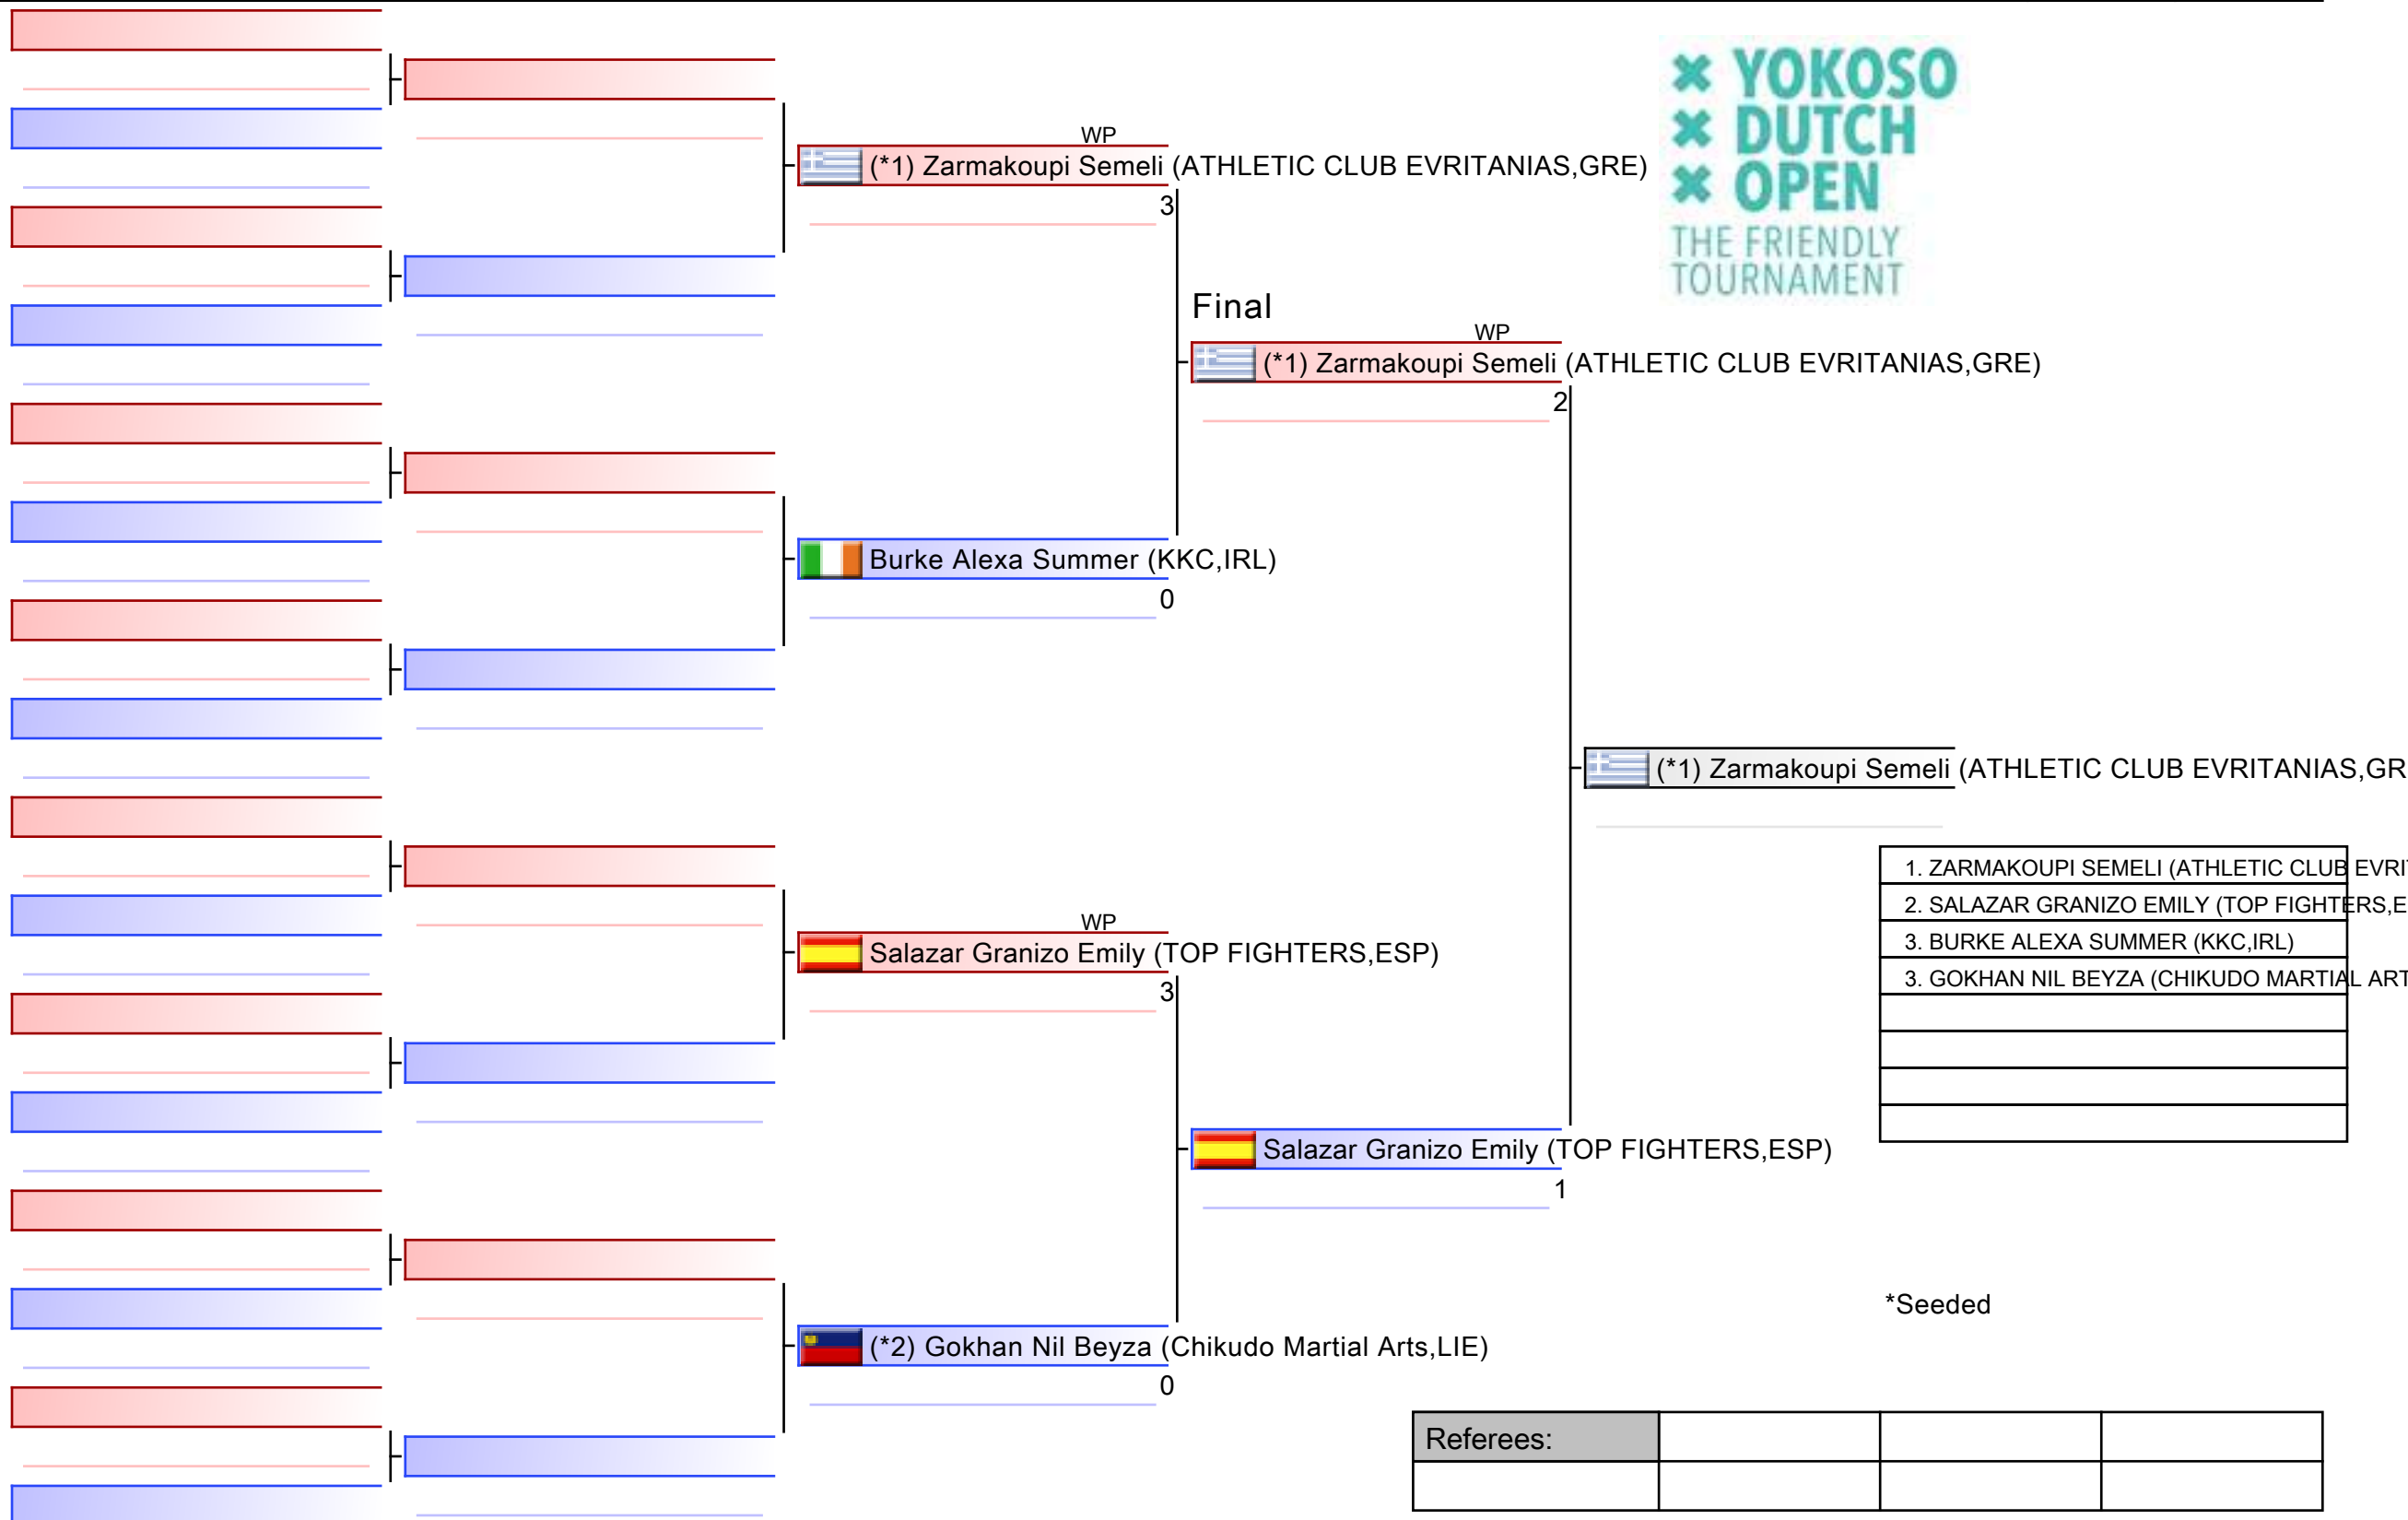 YOKOSO
DUTCH
OPEN
THE FRIENDLY
TOURNAMENT
WP
(*1) Zarmakoupi Semeli (ATHLETIC CLUB EVRITANIAS,GRE)
3
Final
WP
(*1) Zarmakoupi Semeli (ATHLETIC CLUB EVRITANIAS,GRE)
2
Burke Alexa Summer (KKC,IRL)
0
(*1) Zarmakoupi Semeli (ATHLETIC CLUB EVRITANIAS,GR
1. ZARMAKOUPI SEMELI (ATHLETIC CLUB EVRI
2. SALAZAR GRANIZO EMILY (TOP FIGHTERS,E
3. BURKE ALEXA SUMMER (KKC,IRL)
3. GOKHAN NIL BEYZA (CHIKUDO MARTIAL ART
WP
Salazar Granizo Emily (TOP FIGHTERS,ESP)
3
Salazar Granizo Emily (TOP FIGHTERS,ESP)
1
*Seeded
(*2) Gokhan Nil Beyza (Chikudo Martial Arts,LIE)
0
Referees: